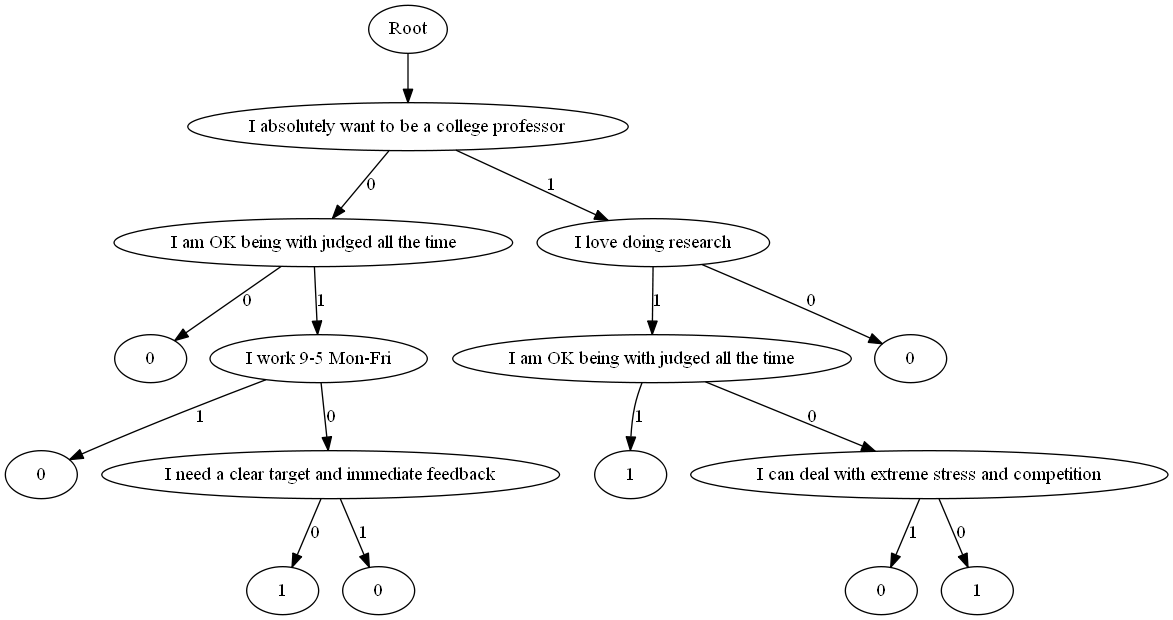 Root
I absolutely want to be a college professor
0
1
I am OK being with judged all the time
I love doing research
0
1
1
0
0
I work 9-5 Mon-Fri
I am OK being with judged all the time
0
1
0
1
0
0
I need a clear target and immediate feedback
1
I can deal with extreme stress and competition
0
1
1
0
1
0
0
1